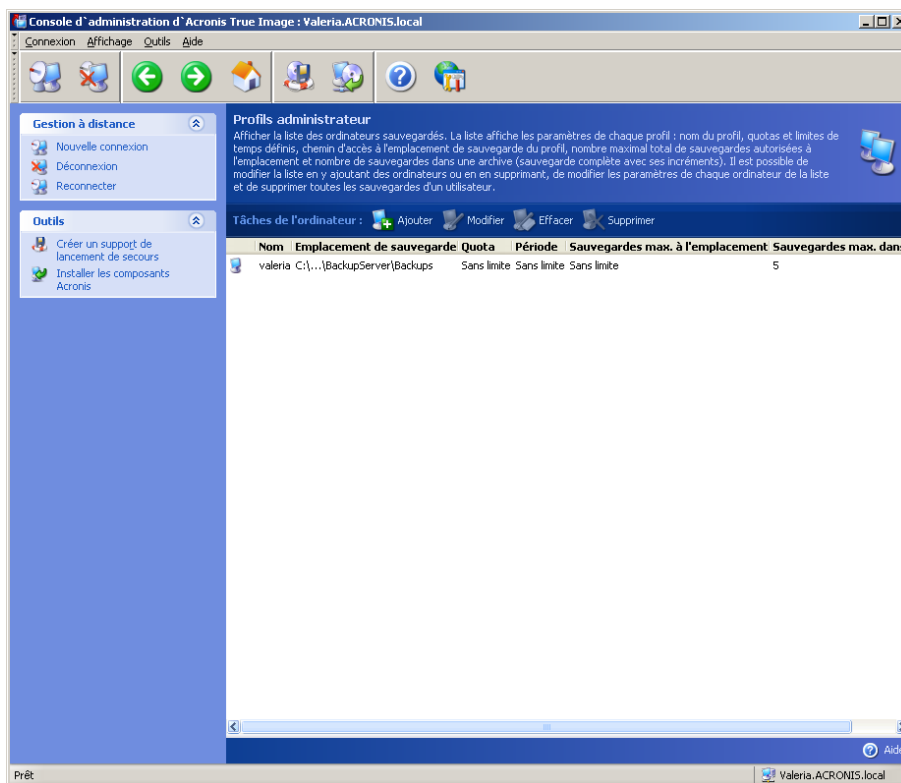 Console d`administration d`Acronis True Image : Valeria.ACRONIS.local
Connexion Affichage Outils Aide
Gestion à distance
Nouvelle connexion
Déconnexion
Reconnecter
Outils
Créer un support de
lancement de secours
Installer les composants
Acronis
Profils administrateur
Afficher la liste des ordinateurs sauvegardés. La liste affiche les paramètres de chaque profil : nom du profil, quotas et limites de
temps définis, chemin d'accès à l'emplacement de sauvegarde du profil, nombre maximal total de sauvegardes autorisées à
l'emplacement et nombre de sauvegardes dans une archive (sauvegarde complète avec ses incréments). Il est possible de
modifier la liste en y ajoutant des ordinateurs ou en en supprimant, de modifier les paramètres de chaque ordinateur de la liste
et de supprimer toutes les sauvegardes d'un utilisateur.
Tâches de l'ordinateur : Ajouter Modifier Effacer Supprimer
Nom Emplacement de sauvegarde Quota Période Sauvegardes max. à l'emplacement Sauvegardes max. dans
valeria C:\...\BackupServer\Backups Sans limite Sans limite Sans limite 5
Aide
Prêt Valeria.ACRONIS.local